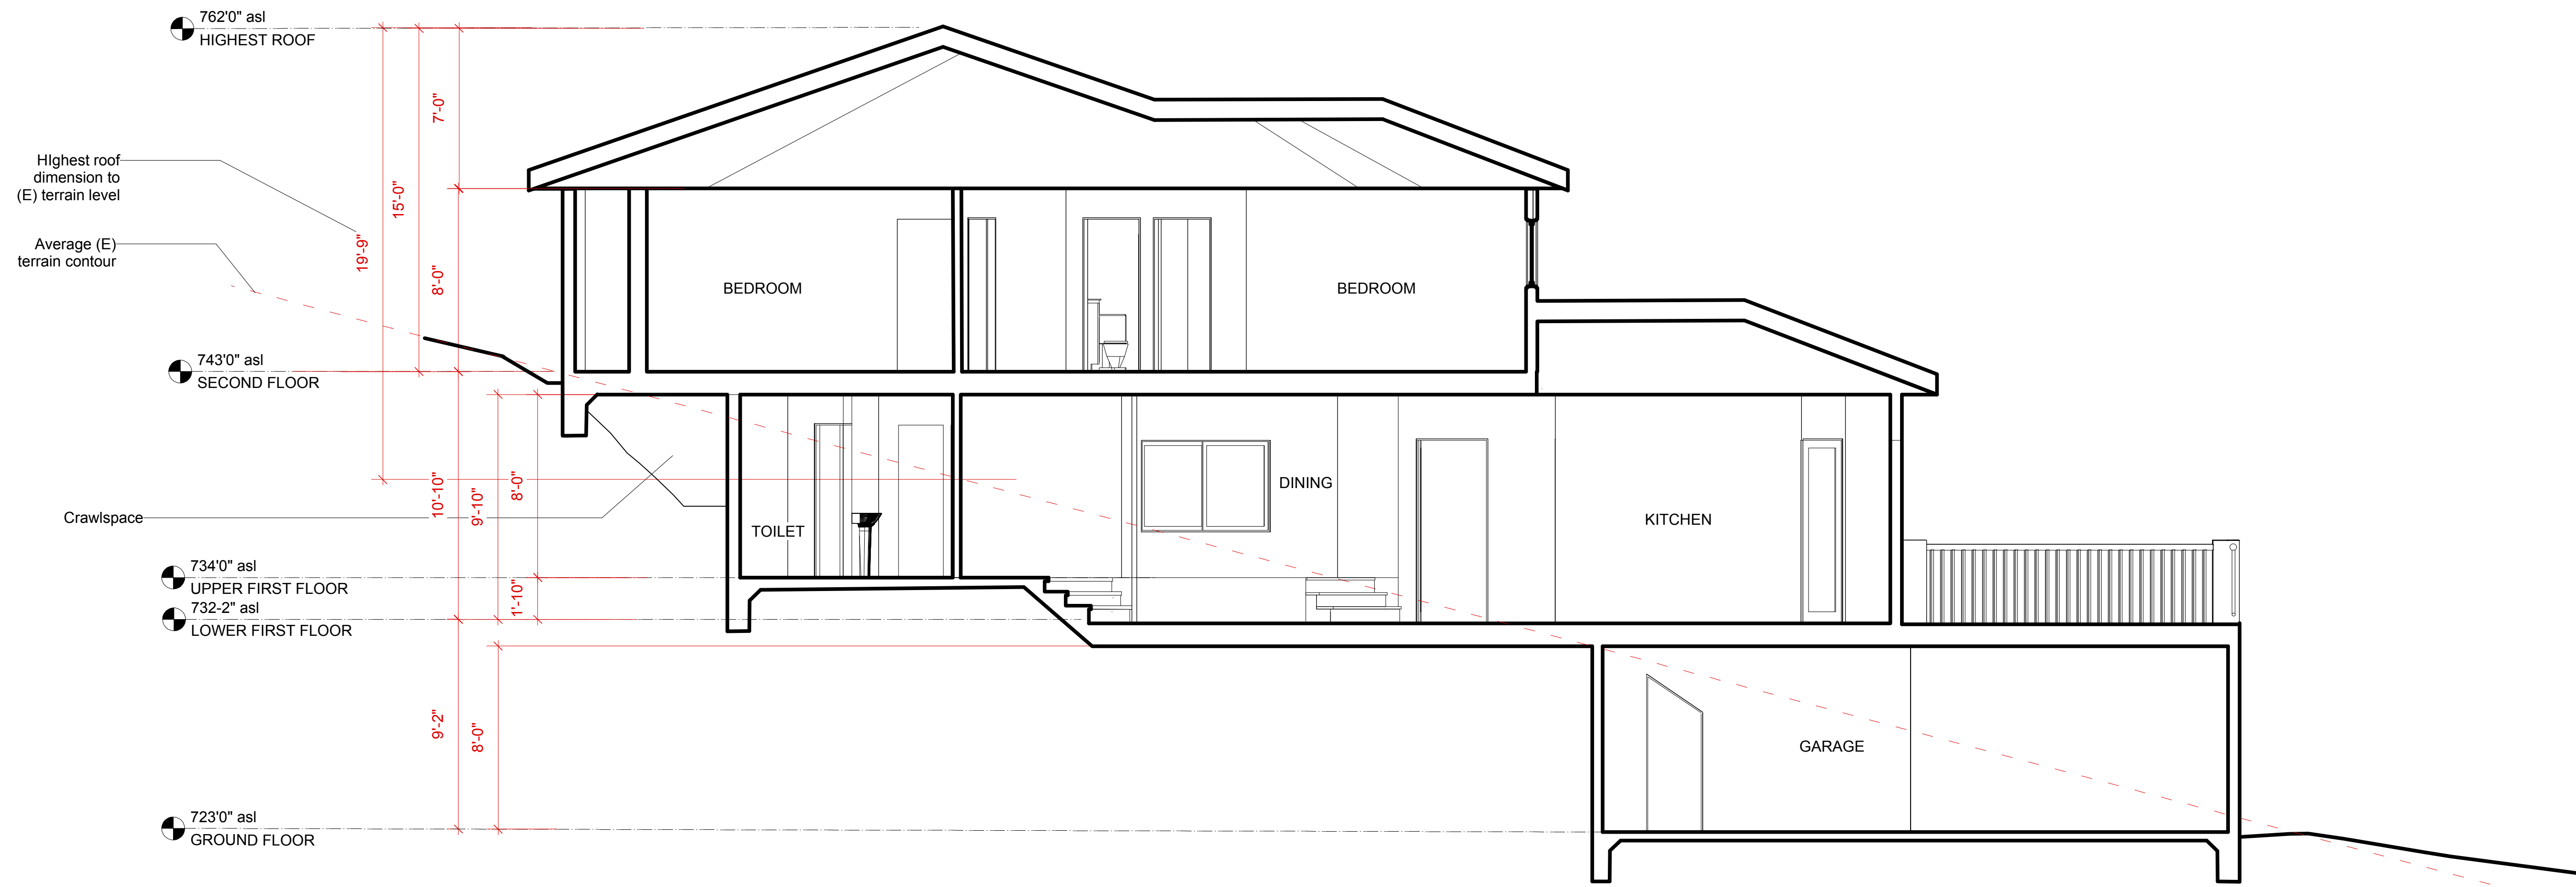 762'0" asl
HIGHEST ROOF
7'-0"
15'-0"
HIghest roof
dimension to
(E) terrain level
19'-9"
Average (E)
terrain contour
8'-0"
BEDROOM
BEDROOM
743'0" asl
SECOND FLOOR
10'-10"
9'-10"
8'-0"
DINING
Crawlspace
TOILET
KITCHEN
734'0" asl
UPPER FIRST FLOOR
1'-10"
732-2" asl
LOWER FIRST FLOOR
9'-2"
8'-0"
GARAGE
723'0" asl
GROUND FLOOR